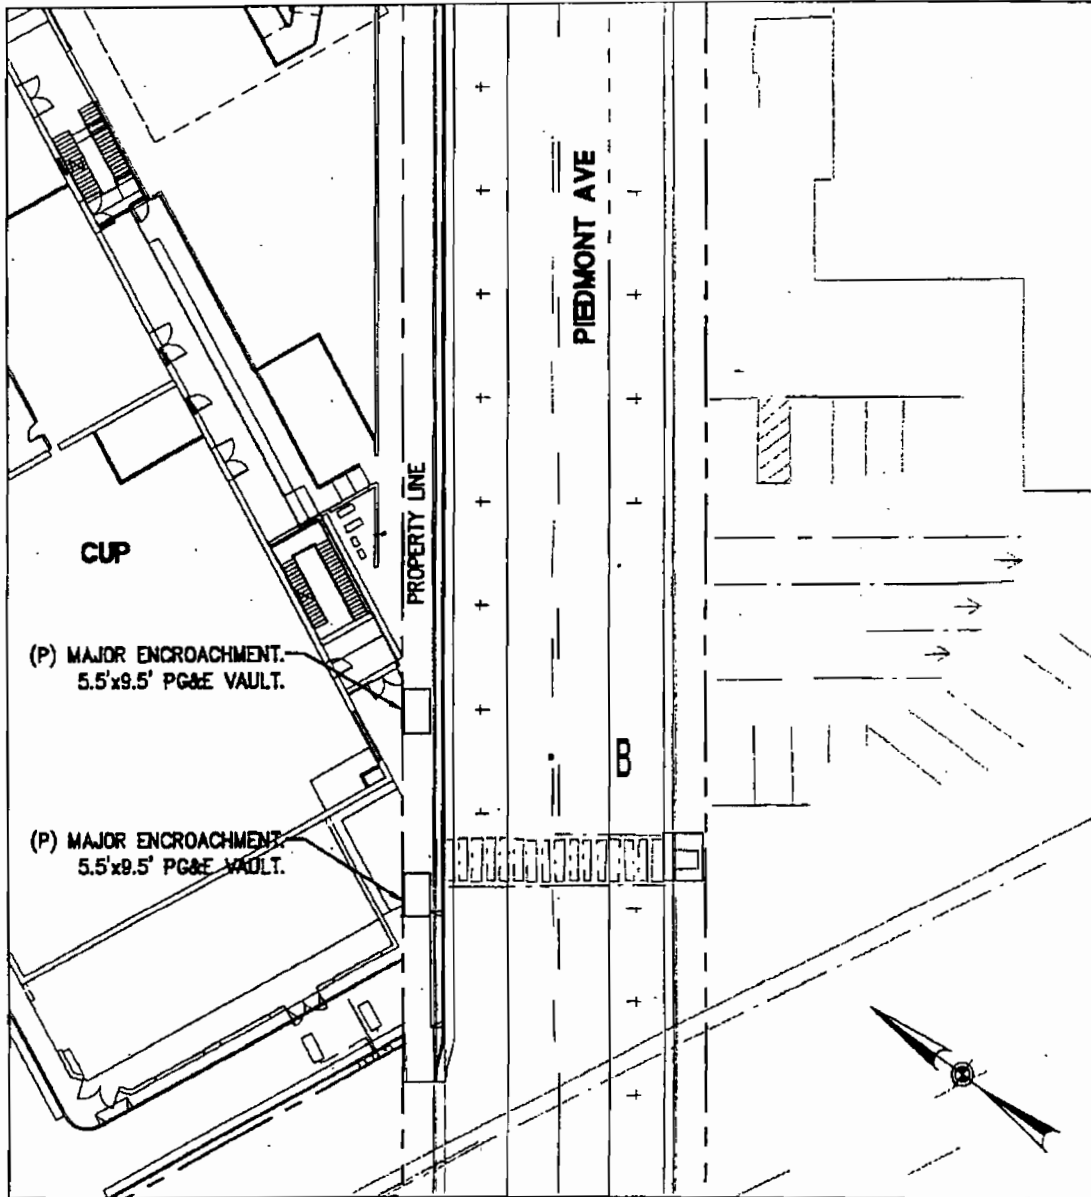 PIEDMONT AVE
PROPERTY LINE
CUP
(P) MAJOR ENCROACHMENT.
5.5'x9.5' PG&E VAULT.
B
(P) MAJOR ENCROACHMENT.
5.5'x9.5' PG&E VAULT.